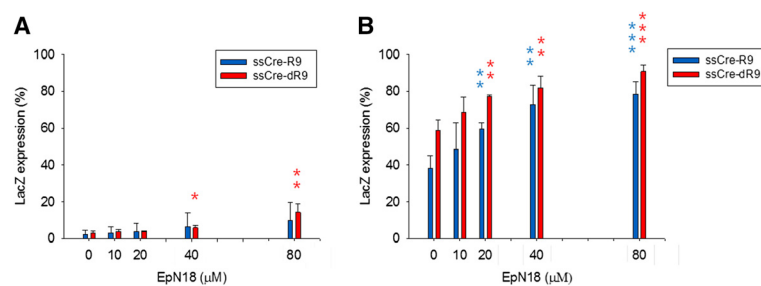 A
B
100
80
60
40
20
0
LacZ expression (%)
ssCre-R9
ssCre-dR9
*
**
0 10 20 40 80
EpN18 (μM)
100
80
60
40
20
0
LacZ expression (%)
ssCre-R9
ssCre-dR9
** **
** **
*** ***
0 10 20 40 80
EpN18 (μM)